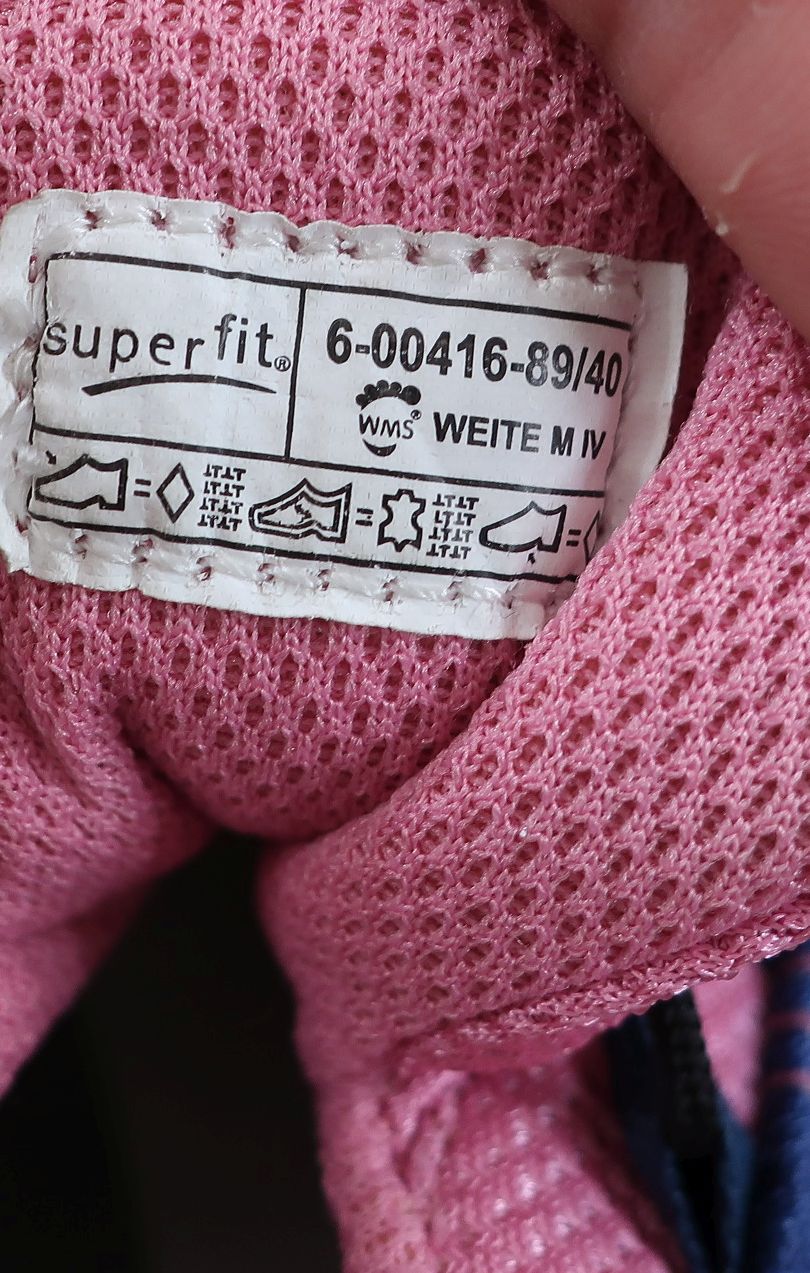 superfit®
6-00416-89/40
WMS® WEITE M IV